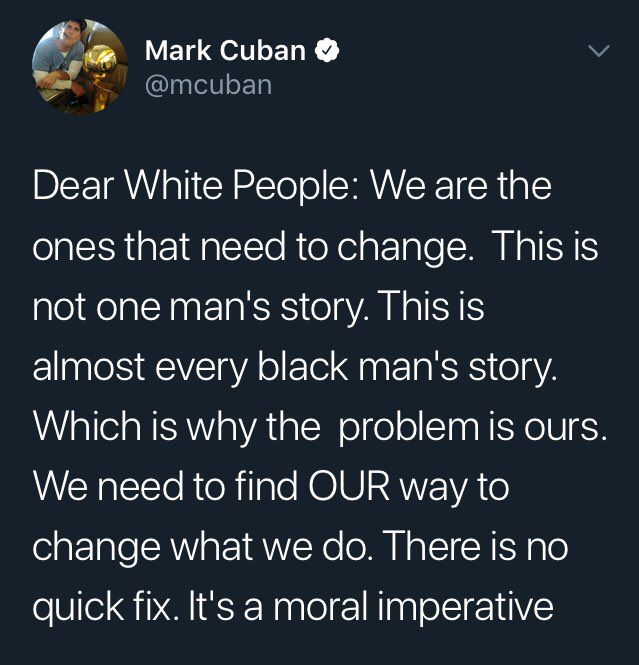 Mark Cuban
@mcuban
Dear White People: We are the
ones that need to change.  This is
not one man's story. This is
almost every black man's story.
Which is why the  problem is ours.
We need to find OUR way to
change what we do. There is no
quick fix. It's a moral imperative